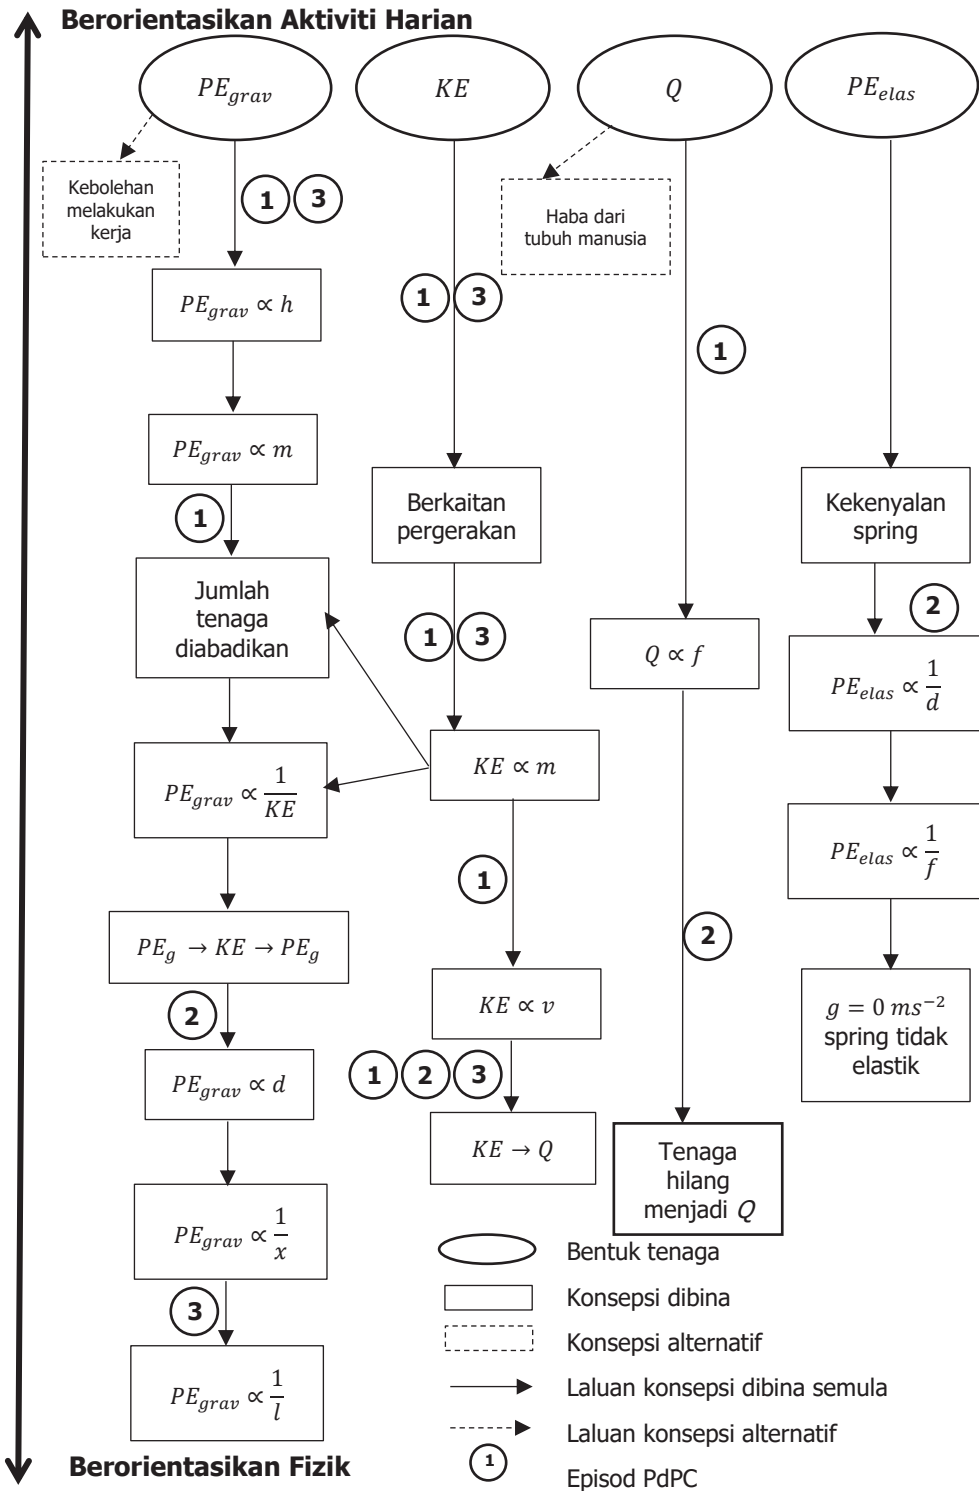 Berorientasikan Aktiviti Harian
PE_grav
KE
Q
PE_elas
Kebolehan
melakukan
kerja
1 3
Haba dari
tubuh manusia
PE_grav ∝ h
1 3
1
PE_grav ∝ m
1
Berkaitan
pergerakan
Kekenyalan
spring
Jumlah
tenaga
diabadikan
1 3
2
Q ∝ f
PE_elas ∝ 1/d
PE_grav ∝ 1/KE
KE ∝ m
PE_elas ∝ 1/f
1
PE_g → KE → PE_g
2
2
KE ∝ v
g = 0 ms⁻²
spring tidak
elastik
1 2 3
PE_grav ∝ d
KE → Q
Tenaga
hilang
menjadi Q
PE_grav ∝ 1/x
3
PE_grav ∝ 1/l
Bentuk tenaga
Konsepsi dibina
Konsepsi alternatif
Laluan konsepsi dibina semula
Laluan konsepsi alternatif
1 Episod PdPC
Berorientasikan Fizik